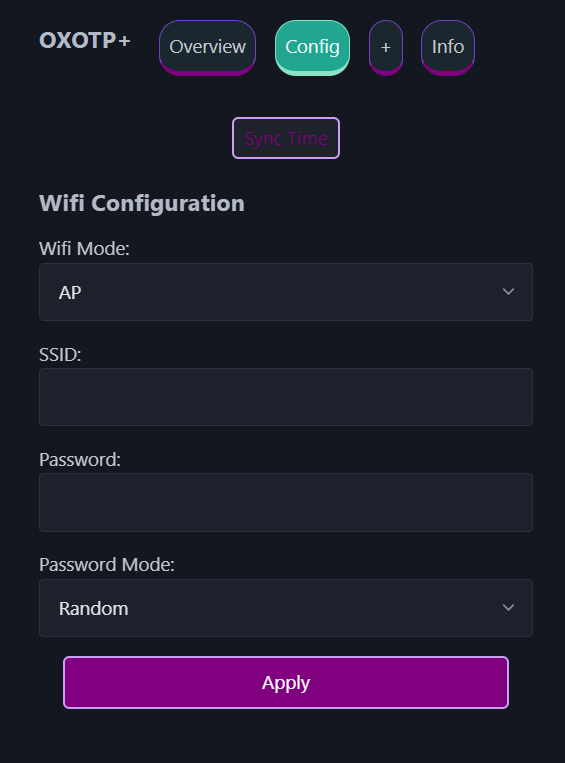 OXOTP+
Overview
Config
+
Info
Sync Time
Wifi Configuration
Wifi Mode:
AP
SSID:
Password:
Password Mode:
Random
Apply